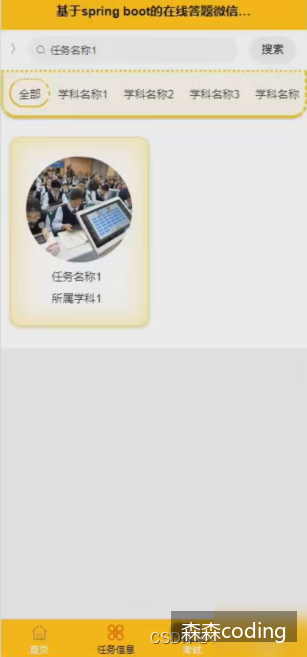 基于spring boot的在线答题微信...
任务名称1
搜索
全部 学科名称1 学科名称2 学科名称3 学科名称
任务名称1
所属学科1
首页 任务信息 考试
森森coding